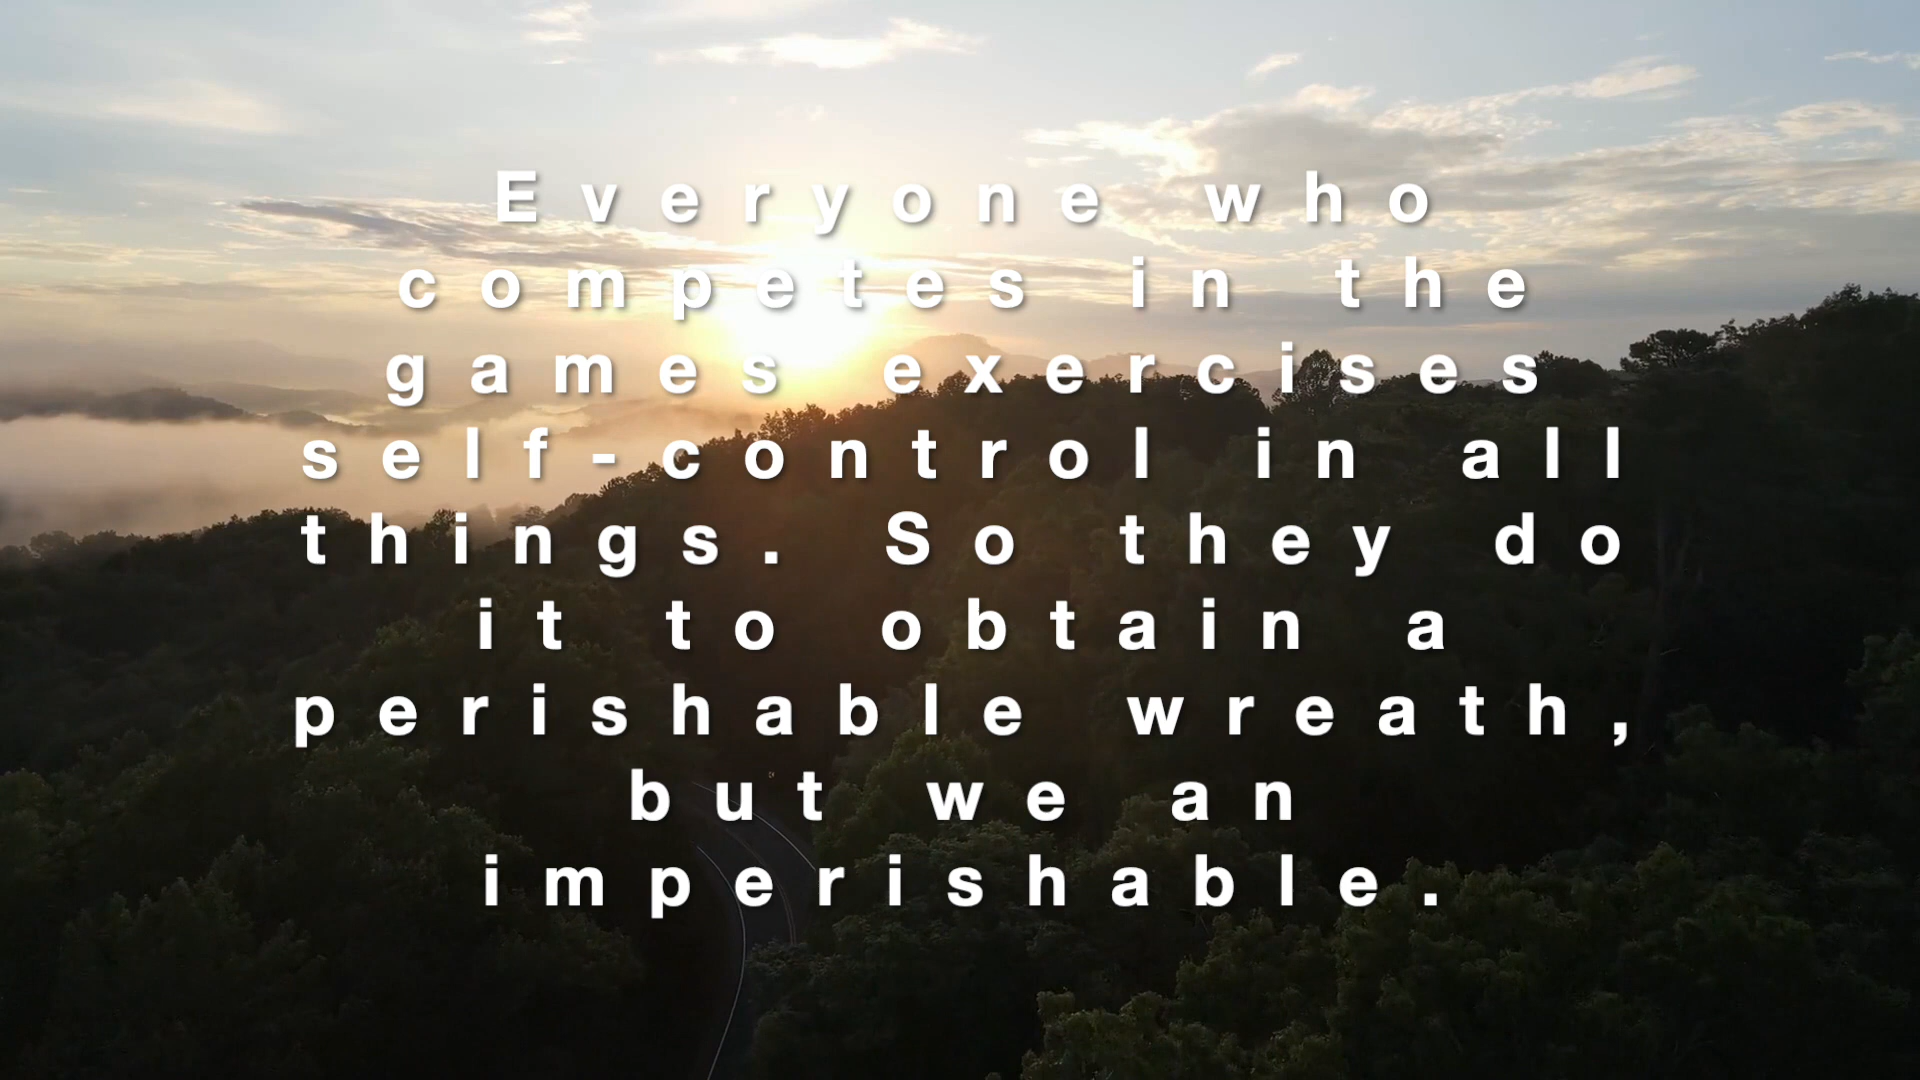 Everyone who
competes in the
games exercises
self-control in all
things. So they do
it to obtain a
perishable wreath,
but we an
imperishable.